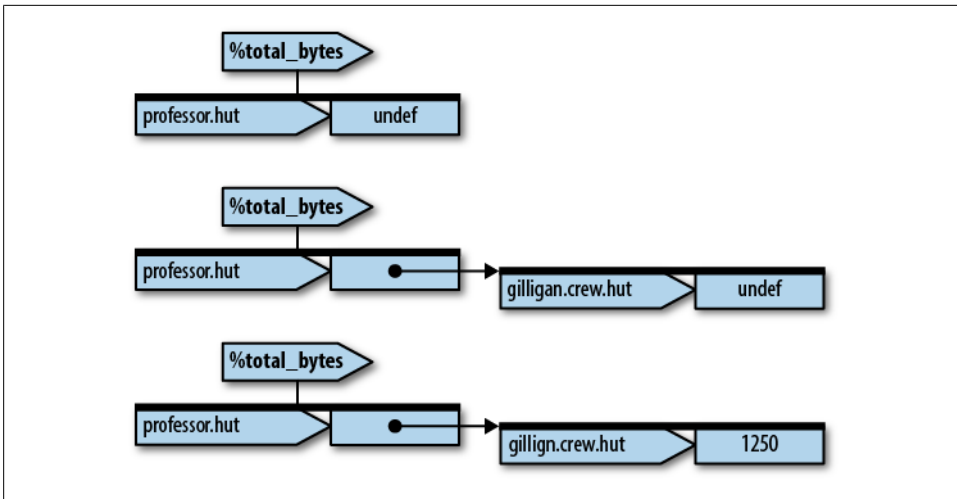 %total_bytes
professor.hut undef
%total_bytes
professor.hut
gilligan.crew.hut undef
%total_bytes
professor.hut
gillign.crew.hut 1250